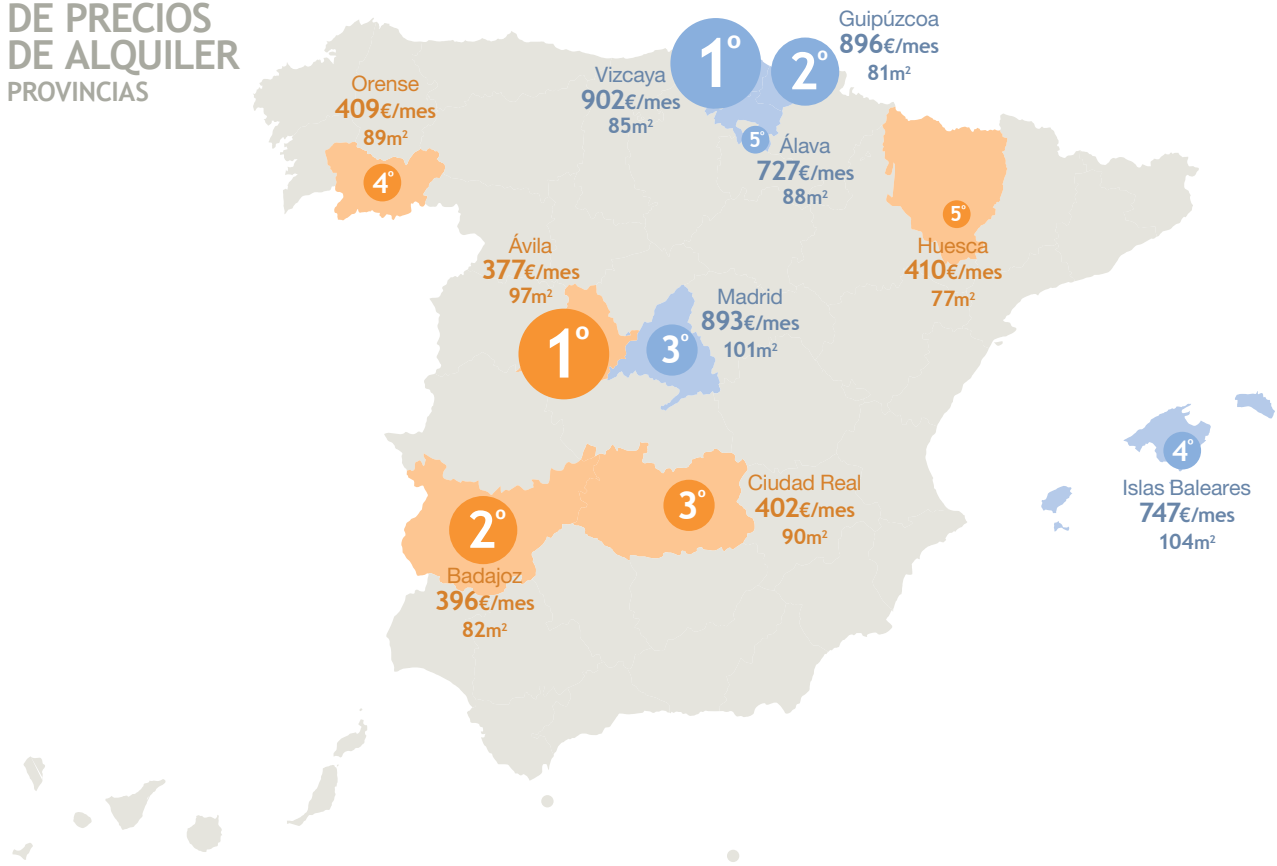 DE PRECIOS
DE ALQUILER
PROVINCIAS
Guipúzcoa
896€/mes
81m²
1º
2º
Vizcaya
902€/mes
85m²
5º
Álava
727€/mes
88m²
Orense
409€/mes
89m²
4º
5º
Huesca
410€/mes
77m²
Ávila
377€/mes
97m²
1º
Madrid
893€/mes
101m²
3º
4º
Islas Baleares
747€/mes
104m²
Ciudad Real
402€/mes
90m²
3º
2º
Badajoz
396€/mes
82m²